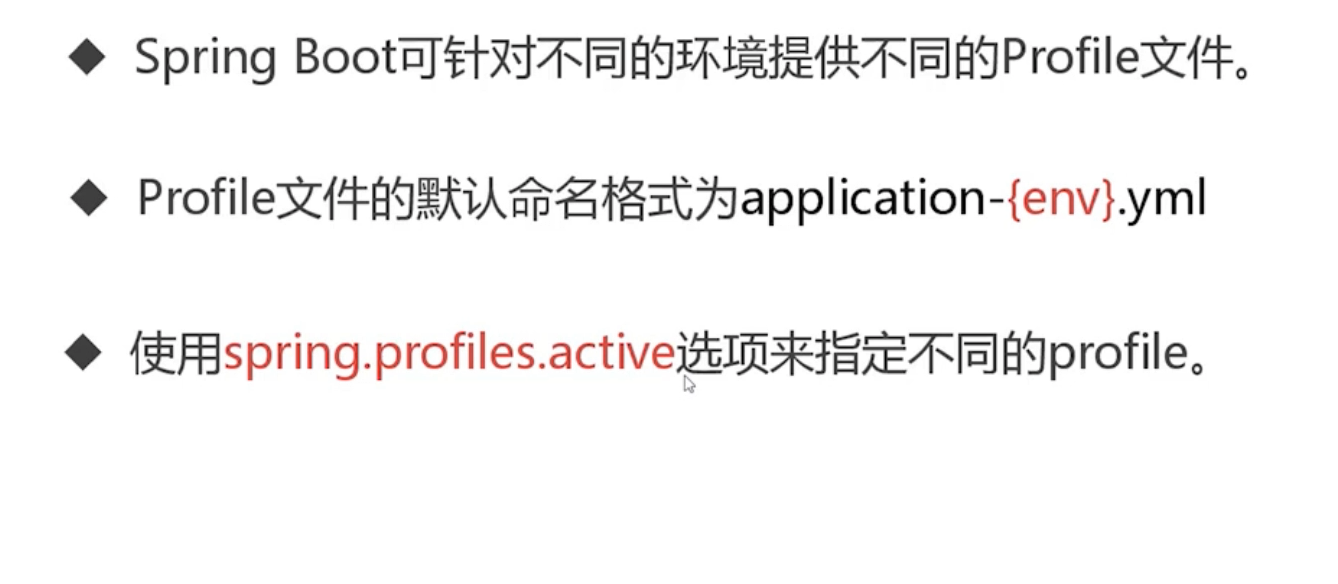 ◆ Spring Boot可针对不同的环境提供不同的Profile文件。
◆ Profile文件的默认命名格式为application-{env}.yml
◆ 使用spring.profiles.active选项来指定不同的profile。